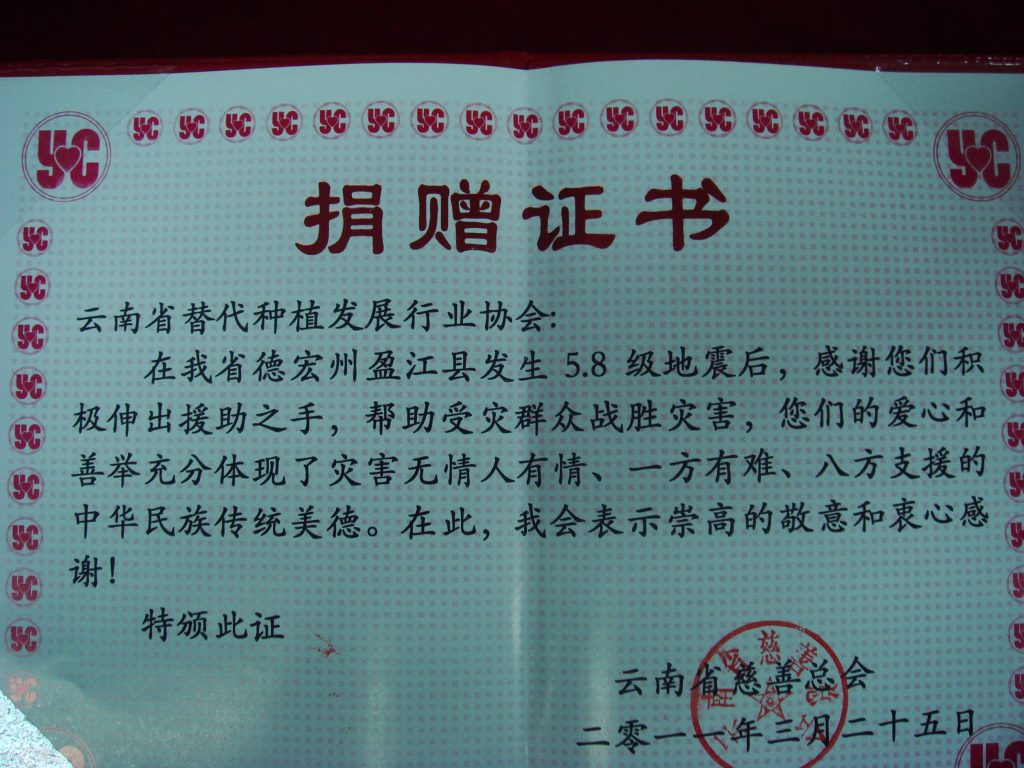 捐赠证书
云南省替代种植发展行业协会:
在我省德宏州盈江县发生 5.8 级地震后，感谢您们积
极伸出援助之手，帮助受灾群众战胜灾害，您们的爱心和
善举充分体现了灾害无情人有情、一方有难、八方支援的
中华民族传统美德。在此，我会表示崇高的敬意和衷心感
谢！
特颁此证
云南省慈善总会
二零一一年三月二十五日